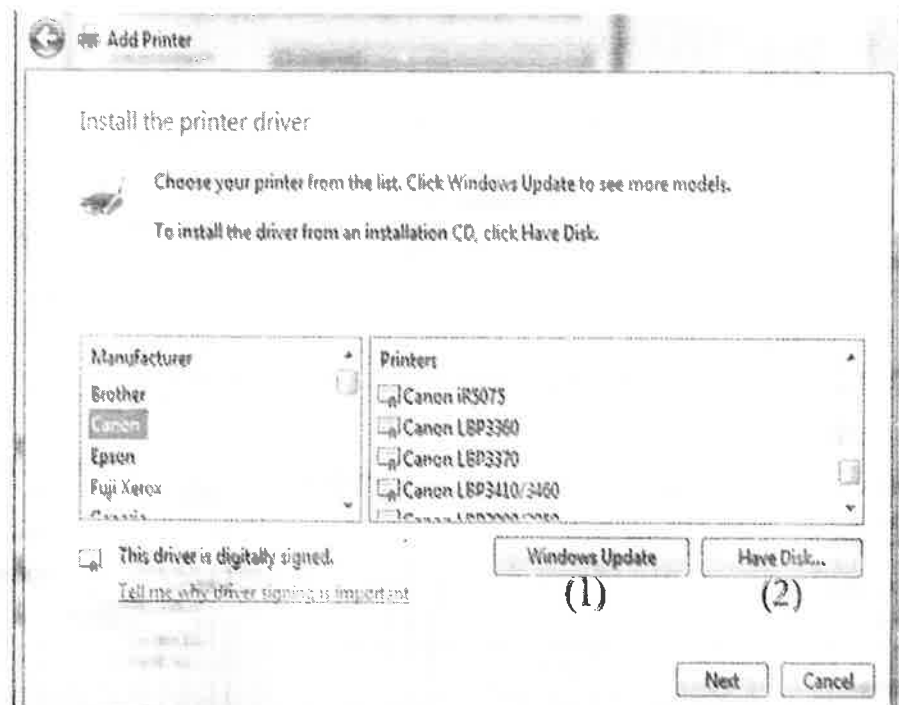 Add Printer
Install the printer driver
Choose your printer from the list. Click Windows Update to see more models.
To install the driver from an installation CD, click Have Disk.
Manufacturer
Brother
Canon
Epson
Fuji Xerox
Printers
Canon iR5075
Canon LBP3360
Canon LBP3370
Canon LBP3410/3460
This driver is digitally signed.
Tell me why driver signing is important
Windows Update
Have Disk...
(1)
(2)
Next
Cancel